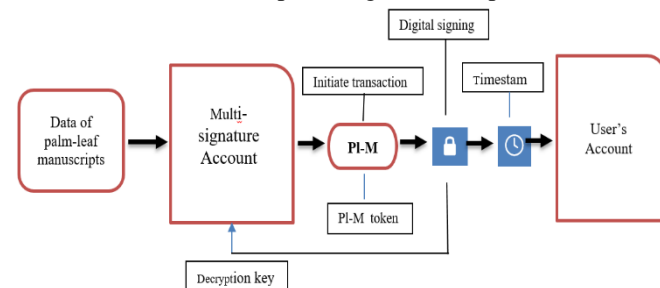 Digital signing
Initiate transaction
Timestam
Data of
palm-leaf
manuscripts
Multi-
signature
Account
Pl-M
User's
Account
Pl-M token
Decryption key